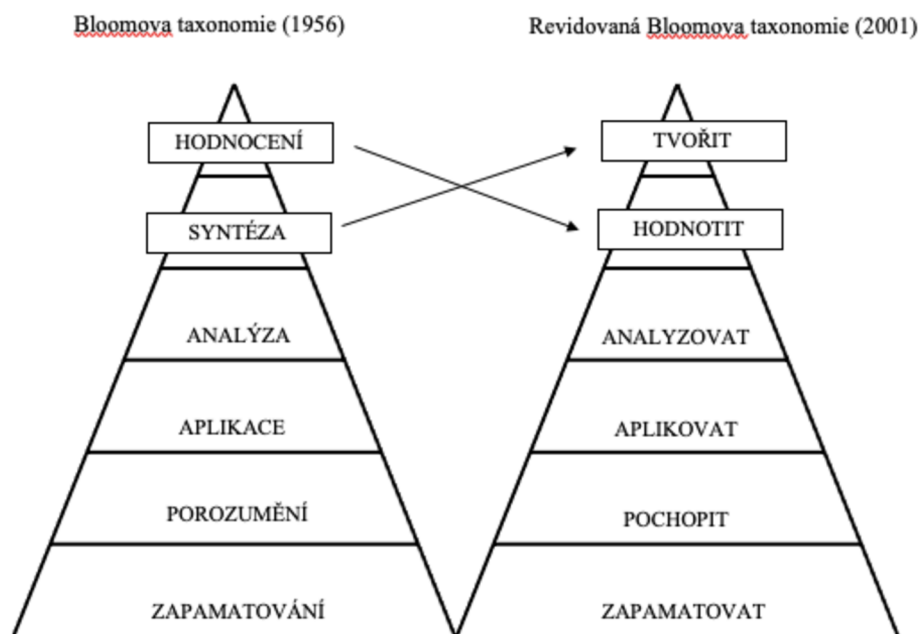 Bloomova taxonomie (1956)
Revidovaná Bloomova taxonomie (2001)
HODNOCENÍ
TVOŘIT
SYNTÉZA
HODNOTIT
ANALÝZA
ANALYZOVAT
APLIKACE
APLIKOVAT
POROZUMĚNÍ
POCHOPIT
ZAPAMATOVÁNÍ
ZAPAMATOVAT